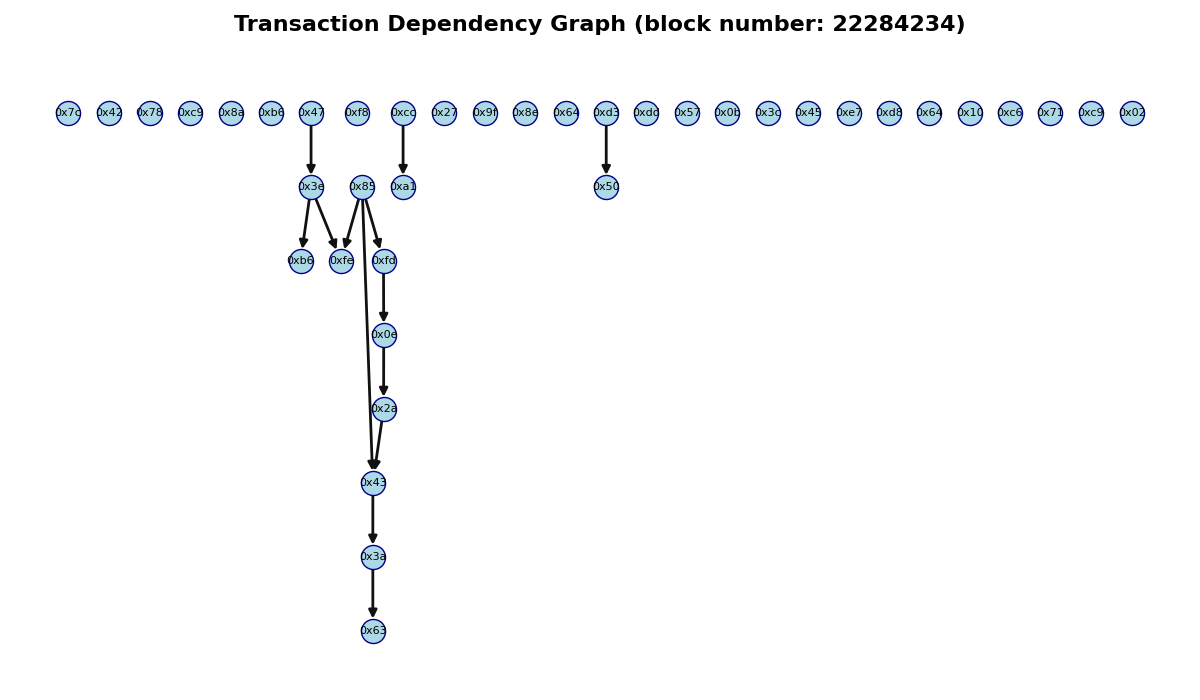 Transaction Dependency Graph (block number: 22284234)
0x7c 0x42 0x78 0xc9 0x8a 0xb6 0x47 0xf8 0xcc 0x27 0x9f 0x8e 0x64 0xd3 0xdd 0x57 0x0b 0x3c 0x45 0xe7 0xd8 0x64 0x10 0xc6 0x71 0xc9 0x02
0x3e 0x85 0xa1 0x50
0xb6 0xfe 0xfd
0x0e
0x2a
0x43
0x3a
0x63